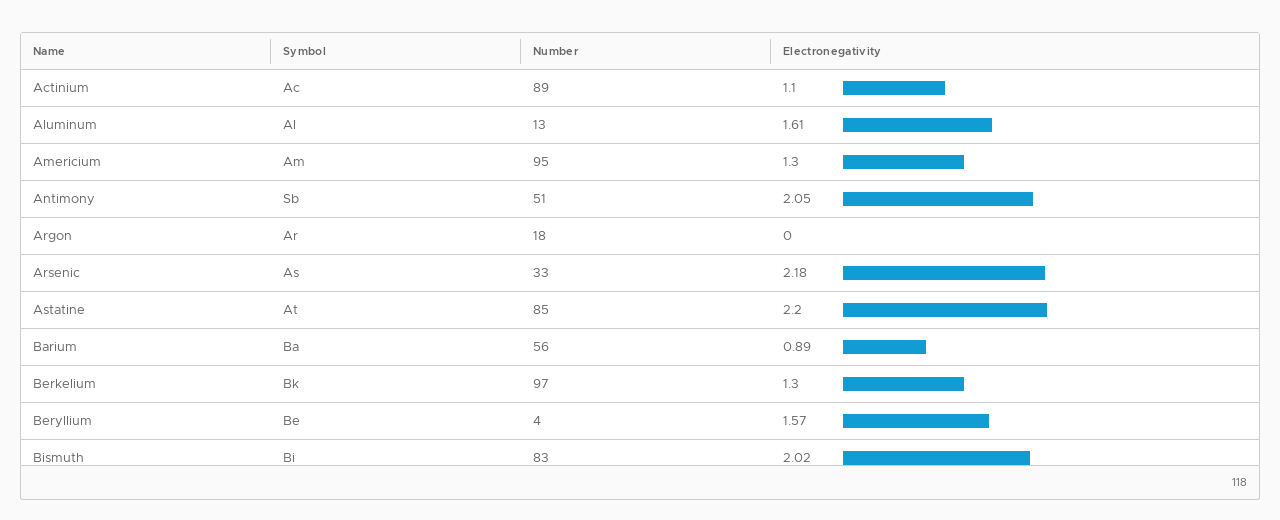 Name Symbol Number Electronegativity
Actinium Ac 89 1.1
Aluminum Al 13 1.61
Americium Am 95 1.3
Antimony Sb 51 2.05
Argon Ar 18 0
Arsenic As 33 2.18
Astatine At 85 2.2
Barium Ba 56 0.89
Berkelium Bk 97 1.3
Beryllium Be 4 1.57
Bismuth Bi 83 2.02
118